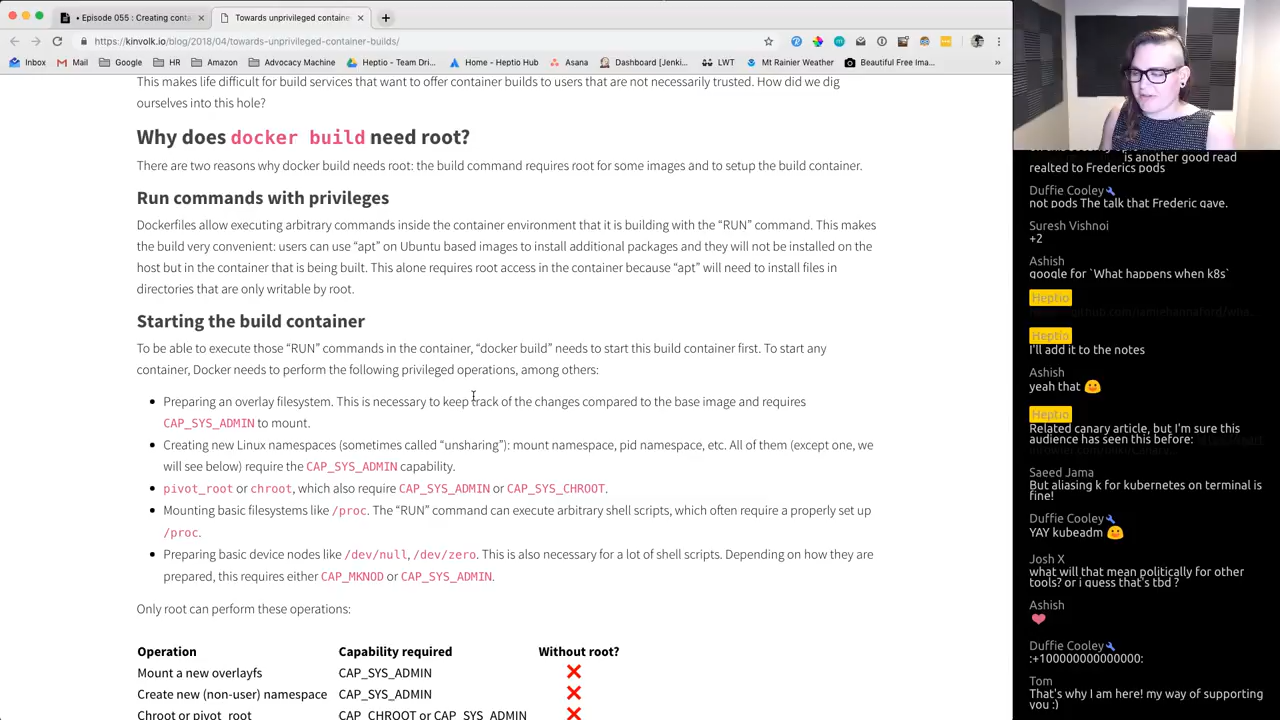 • Episode 055 : Creating conta
Towards unprivileged containe
https://kinvolk.io/blog/2018/04/towards-unprivileged-container-builds/
Inbox
Mail
Google
HR
Amazon
Advocacy Machine
Heptio - Team Dri...
Home - Heptio Hub
Asana
Dashboard [Jenki...
LWT
Mt Rainier Weather
Beautiful Free Ima...
»
This makes life difficult for build services that want to offer container builds to users that are not necessarily trusted. How did we dig
ourselves into this hole?
Why does docker build need root?
There are two reasons why docker build need root: the build command requires root for some images and to setup the build container.
Run commands with privileges
Dockerfiles allow executing arbitrary commands inside the container environment that it is building with the “RUN” command. This makes
the build very convenient: users can use “apt” on Ubuntu based images to install additional packages and they will not be installed on the
host but in the container that is being built. This alone requires root access in the container because “apt” will need to install files in
directories that are only writable by root.
Starting the build container
To be able to execute those “RUN” commands in the container, “docker build” needs to start this build container first. To start any
container, Docker needs to perform the following privileged operations, among others:
Preparing an overlay filesystem. This is necessary to keep track of the changes compared to the base image and requires
CAP_SYS_ADMIN to mount.
Creating new Linux namespaces (sometimes called “unsharing”): mount namespace, pid namespace, etc. All of them (except one, we
will see below) require the CAP_SYS_ADMIN capability.
pivot_root or chroot, which also require CAP_SYS_ADMIN or CAP_SYS_CHROOT.
Mounting basic filesystems like /proc. The “RUN” command can execute arbitrary shell scripts, which often require a properly set up
/proc.
Preparing basic device nodes like /dev/null, /dev/zero. This is also necessary for a lot of shell scripts. Depending on how they are
prepared, this requires either CAP_MKNOD or CAP_SYS_ADMIN.
Only root can perform these operations:
Operation Capability required Without root?
Mount a new overlayfs CAP_SYS_ADMIN
Create new (non-user) namespace CAP_SYS_ADMIN
Chroot or pivot_root CAP_CHROOT or CAP_SYS_ADMIN
is another good read
realted to Frederics pods
Duffie Cooley
not pods The talk that Frederic gave.
Suresh Vishnoi
+2
Ashish
google for `What happens when k8s`
Heptio
Heptio
I'll add it to the notes
Ashish
yeah that
Heptio
Related canary article, but I'm sure this
audience has seen this before:
Saeed Jama
But aliasing k for kubernetes on terminal is
fine!
Duffie Cooley
YAY kubeadm
Josh X
what will that mean politically for other
tools? or i guess that's tbd ?
Ashish
Duffie Cooley
:+100000000000000:
Tom
That's why I am here! my way of supporting
you :)